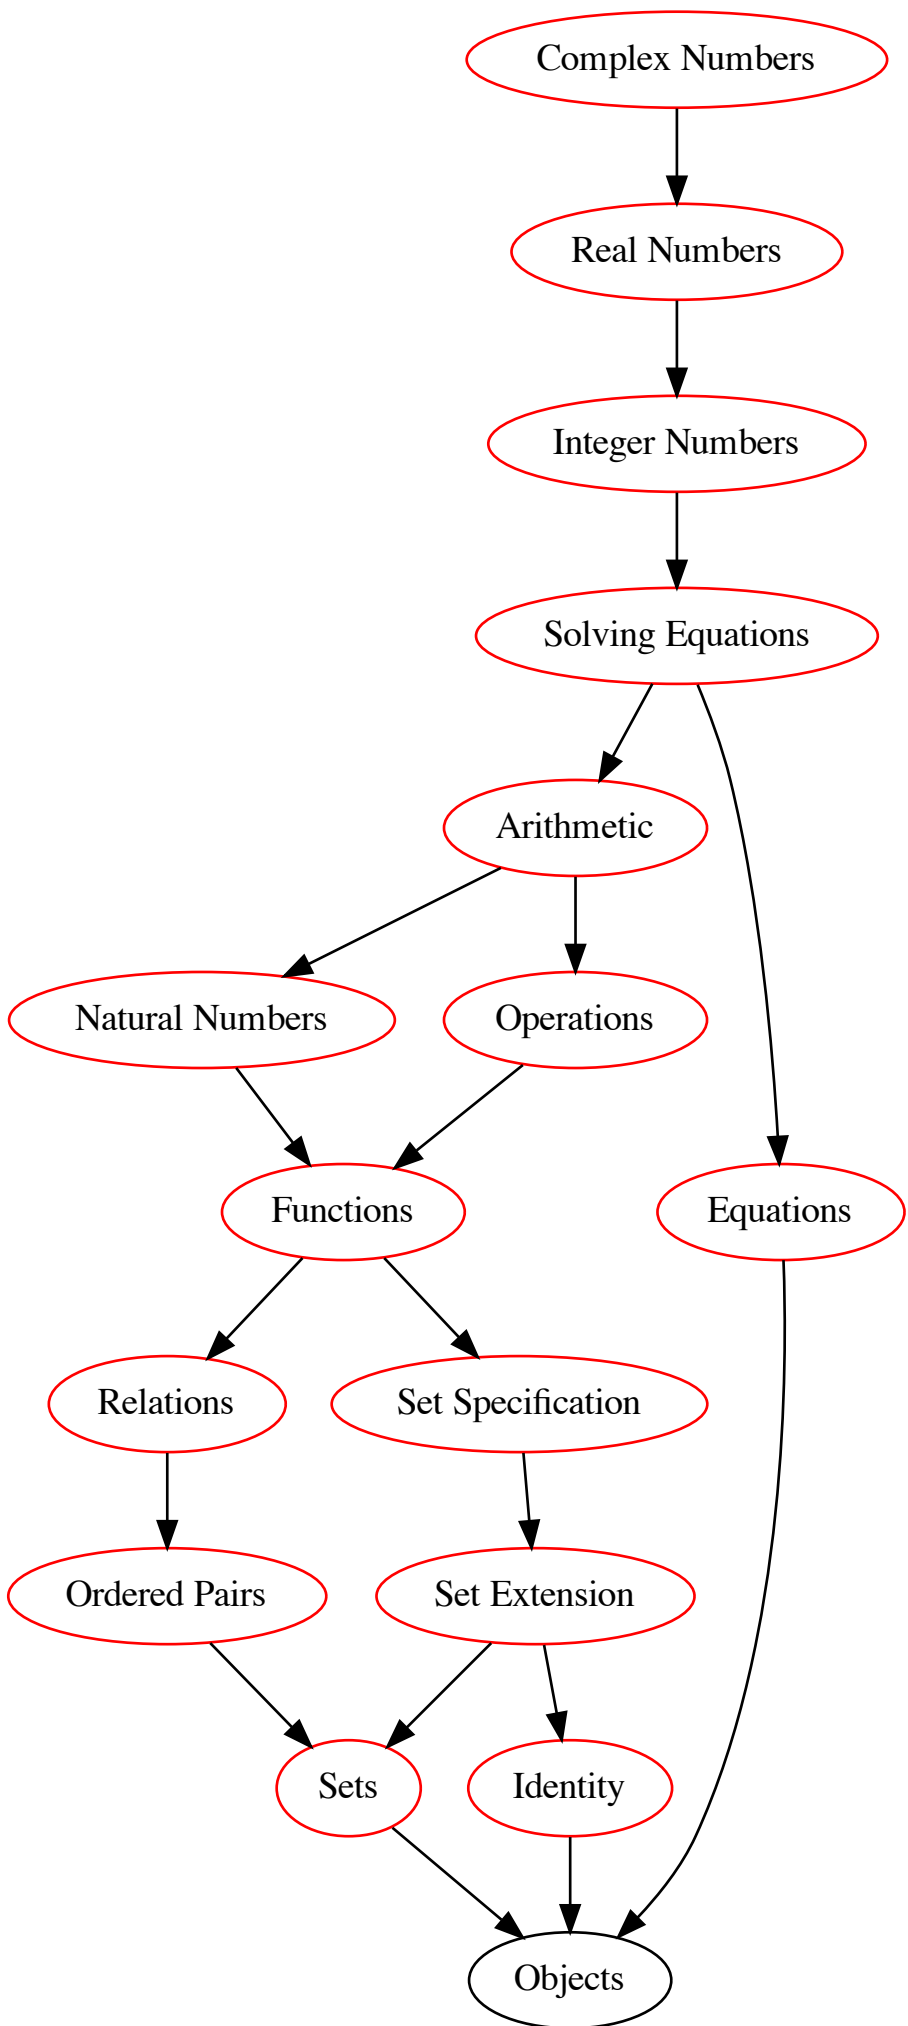 Complex Numbers
Real Numbers
Integer Numbers
Solving Equations
Arithmetic
Natural Numbers
Operations
Functions
Equations
Relations
Set Specification
Ordered Pairs
Set Extension
Sets
Identity
Objects